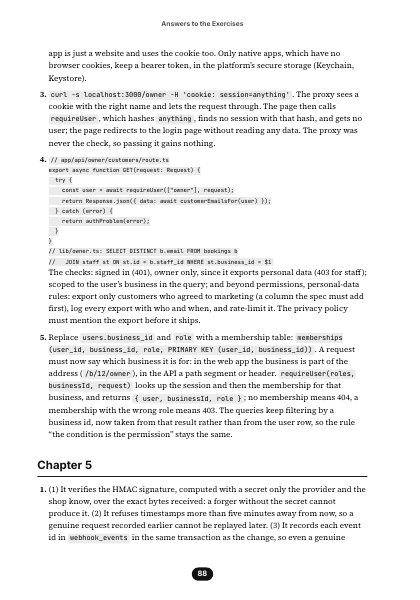 Answers to the Exercises
app is just a website and uses the cookie too. Only native apps, which have no
browser cookies, keep a bearer token, in the platform's secure storage (Keychain,
Keystore).
3. curl -s localhost:3000/owner -H 'cookie: session=anything' . The proxy sees a
cookie with the right name and lets the request through. The page then calls
requireUser , which hashes anything , finds no session with that hash, and gets no
user; the page redirects to the login page without reading any data. The proxy was
never the check, so passing it gains nothing.
4. // app/api/owner/customers/route.ts
export async function GET(request: Request) {
try {
const user = await requireUser(["owner"], request);
return Response.json({ data: await customerEmailsFor(user) });
} catch (error) {
return authProblem(error);
}
}
// lib/owner.ts: SELECT DISTINCT b.email FROM bookings b
// JOIN staff st ON st.id = b.staff_id WHERE st.business_id = $1
The checks: signed in (401), owner only, since it exports personal data (403 for staff);
scoped to the user's business in the query; and beyond permissions, personal-data
rules: export only customers who agreed to marketing (a column the spec must add
first), log every export with who and when, and rate-limit it. The privacy policy
must mention the export before it ships.
5. Replace users.business_id and role with a membership table: memberships
(user_id, business_id, role, PRIMARY KEY (user_id, business_id)) . A request
must now say which business it is for: in the web app the business is part of the
address ( /b/12/owner ), in the API a path segment or header. requireUser(roles,
businessId, request) looks up the session and then the membership for that
business, and returns { user, businessId, role } ; no membership means 404, a
membership with the wrong role means 403. The queries keep filtering by a
business id, now taken from that result rather than from the user row, so the rule
“the condition is the permission” stays the same.
Chapter 5
1. (1) It verifies the HMAC signature, computed with a secret only the provider and the
shop know, over the exact bytes received: a forger without the secret cannot
produce it. (2) It refuses timestamps more than five minutes away from now, so a
genuine request recorded earlier cannot be replayed later. (3) It records each event
id in webhook_events in the same transaction as the change, so even a genuine
88